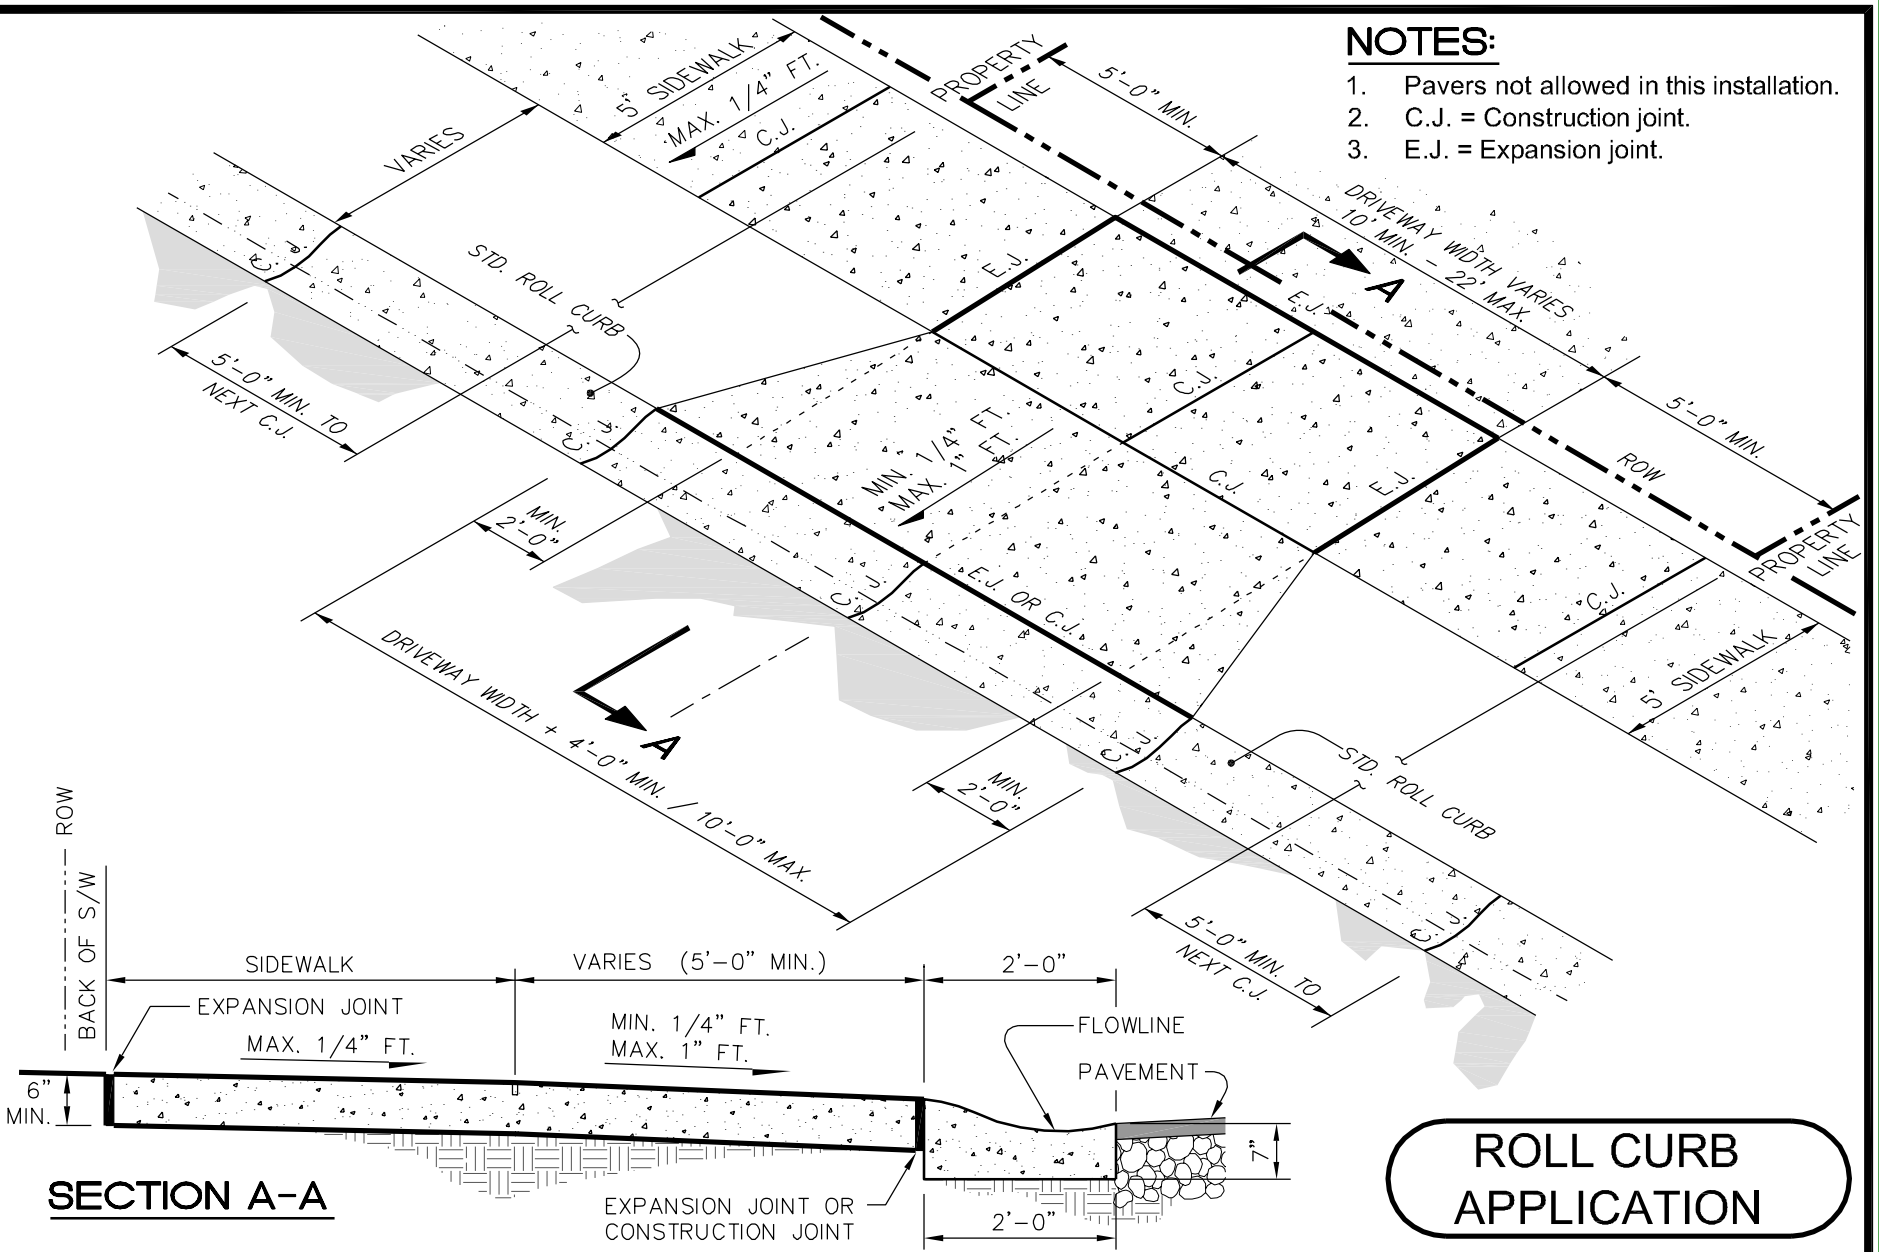 NOTES:
1. Pavers not allowed in this installation.
2. C.J. = Construction joint.
3. E.J. = Expansion joint.
5' SIDEWALK
MAX. 1/4" FT.
C.J.
VARIES
PROPERTY
LINE
5'-0" MIN.
DRIVEWAY WIDTH VARIES
10' MIN. - 22' MAX.
A
E.J.
E.J.
C.J.
STD. ROLL CURB
C.J.
5'-0" MIN. TO
NEXT C.J.
C.J.
MIN. 1/4" FT.
MAX. 1" FT.
C.J.
E.J.
ROW
5'-0" MIN.
PROPERTY
LINE
MIN.
2'-0"
C.J.
E.J. OR C.J.
C.J.
5' SIDEWALK
DRIVEWAY WIDTH + 4'-0" MIN. / 10'-0" MAX.
A
C.J.
MIN.
2'-0"
STD. ROLL CURB
C.J.
5'-0" MIN. TO
NEXT C.J.
ROW
BACK OF S/W
SIDEWALK
VARIES (5'-0" MIN.)
2'-0"
EXPANSION JOINT
MAX. 1/4" FT.
MIN. 1/4" FT.
MAX. 1" FT.
FLOWLINE
PAVEMENT
6"
MIN.
7"
EXPANSION JOINT OR
CONSTRUCTION JOINT
2'-0"
SECTION A-A
ROLL CURB
APPLICATION